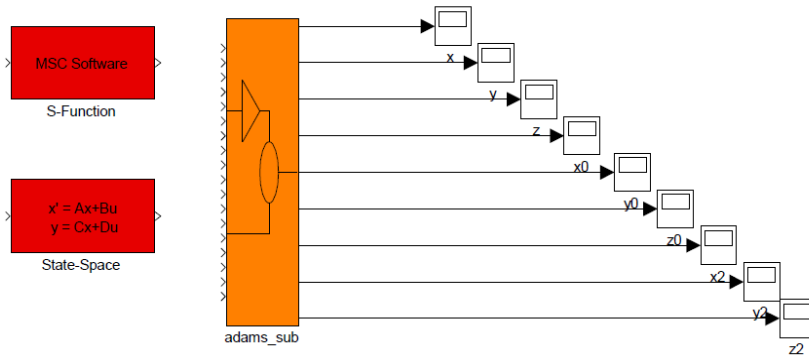 MSC Software
S-Function
x' = Ax+Bu
y = Cx+Du
State-Space
adams_sub
x
y
z
x0
y0
z0
x2
y2
z2